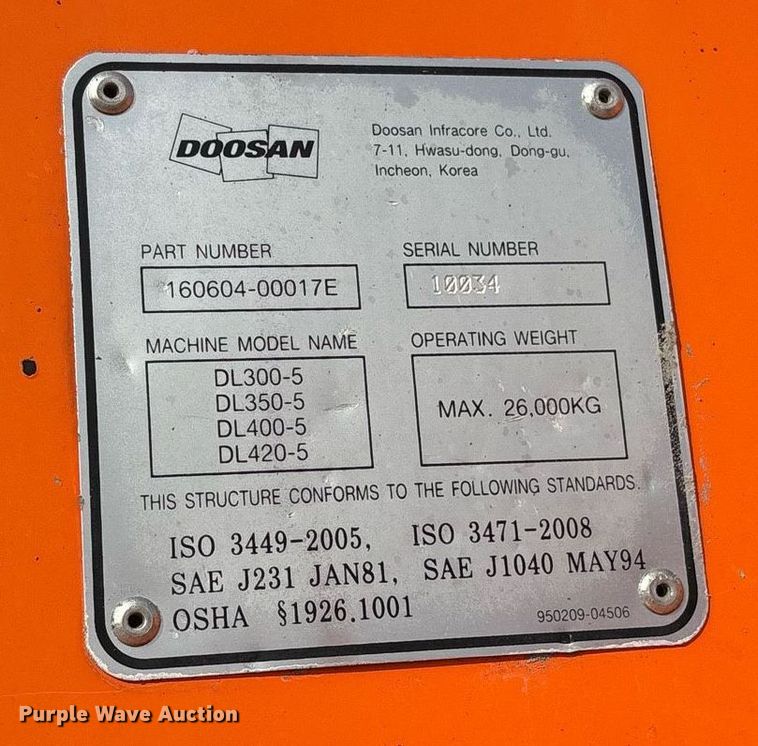 DOOSAN
Doosan Infracore Co., Ltd.
7-11, Hwasu-dong, Dong-gu,
Incheon, Korea
PART NUMBER
160604-00017E
SERIAL NUMBER
10034
MACHINE MODEL NAME
DL300-5
DL350-5
DL400-5
DL420-5
OPERATING WEIGHT
MAX. 26,000KG
THIS STRUCTURE CONFORMS TO THE FOLLOWING STANDARDS.
ISO 3449-2005, ISO 3471-2008
SAE J231 JAN81, SAE J1040 MAY94
OSHA §1926.1001
950209-04506
Purple Wave Auction